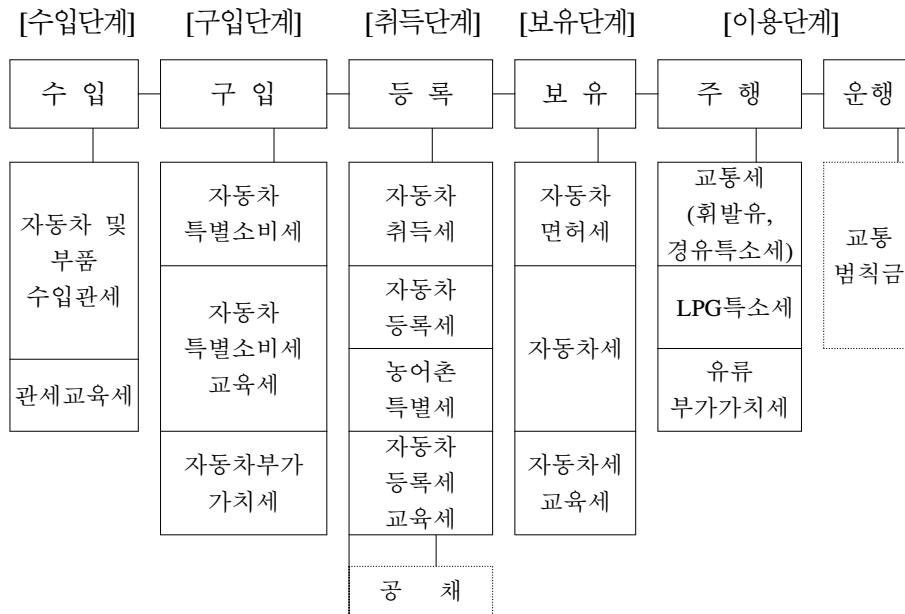 [수입단계] [구입단계] [취득단계] [보유단계] [이용단계]
수 입 구 입 등 록 보 유 주 행 운행
자동차 및
부품
수입관세
관세교육세
자동차
특별소비세
자동차
특별소비세
교육세
자동차부가
가치세
자동차
취득세
자동차
등록세
농어촌
특별세
자동차
등록세
교육세
공 채
자동차
면허세
자동차세
자동차세
교육세
교통세
(휘발유,
경유특소세)
LPG특소세
유류
부가가치세
교통
범칙금